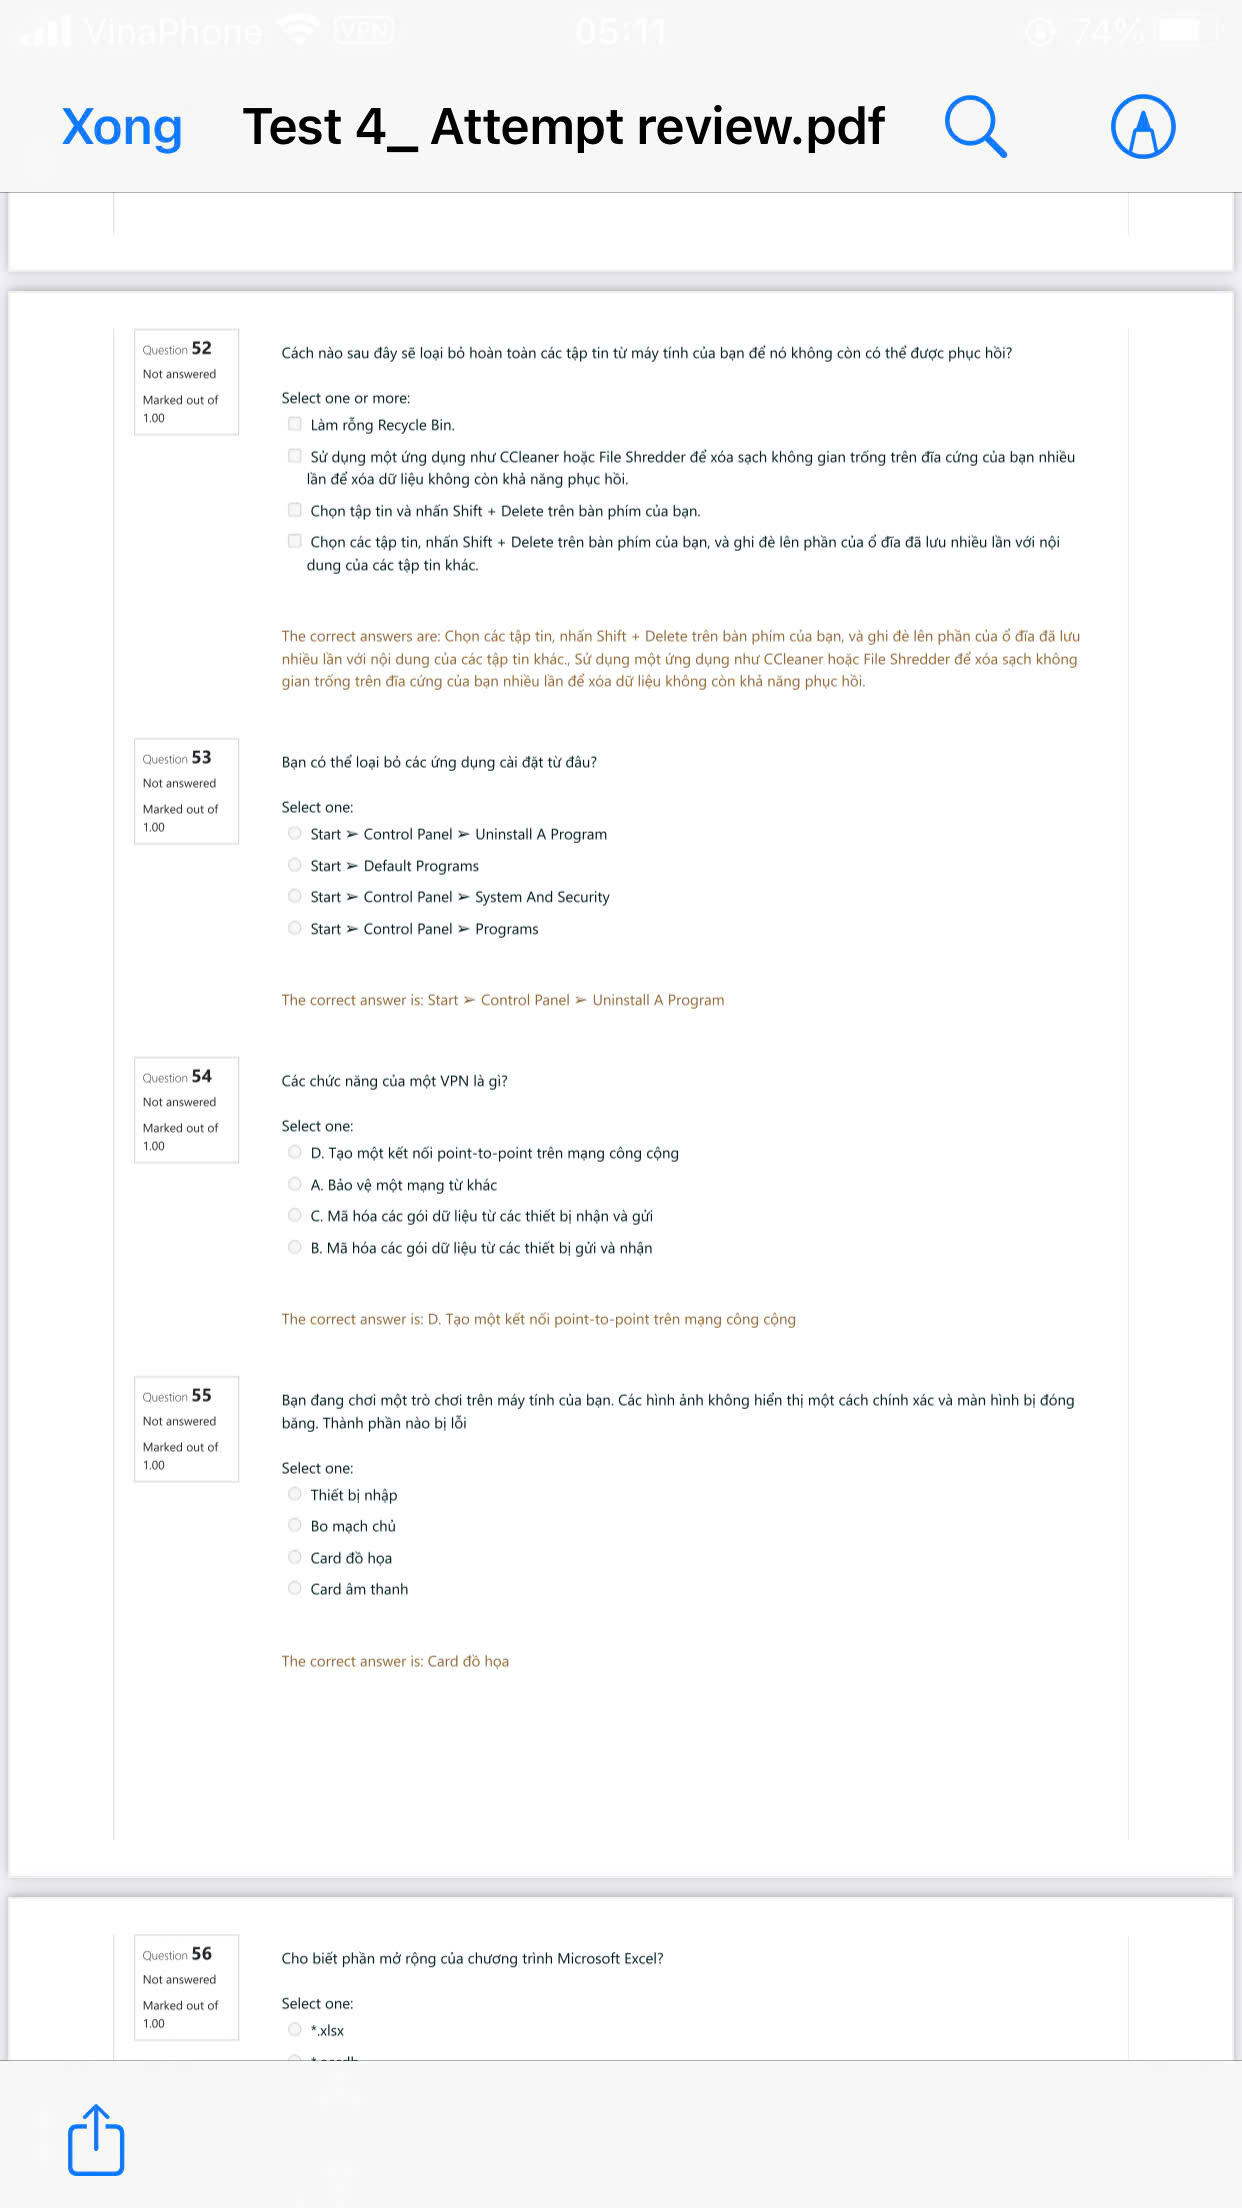 VinaPhone VPN 05:11 74%
Xong Test 4_ Attempt review.pdf
Question 52
Not answered
Marked out of
1.00
Cách nào sau đây sẽ loại bỏ hoàn toàn các tập tin từ máy tính của bạn để nó không còn có thể được phục hồi?
Select one or more:
Làm rỗng Recycle Bin.
Sử dụng một ứng dụng như CCleaner hoặc File Shredder để xóa sạch không gian trống trên đĩa cứng của bạn nhiều
lần để xóa dữ liệu không còn khả năng phục hồi.
Chọn tập tin và nhấn Shift + Delete trên bàn phím của bạn.
Chọn các tập tin, nhấn Shift + Delete trên bàn phím của bạn, và ghi đè lên phần của ổ đĩa đã lưu nhiều lần với nội
dung của các tập tin khác.
The correct answers are: Chọn các tập tin, nhấn Shift + Delete trên bàn phím của bạn, và ghi đè lên phần của ổ đĩa đã lưu
nhiều lần với nội dung của các tập tin khác., Sử dụng một ứng dụng như CCleaner hoặc File Shredder để xóa sạch không
gian trống trên đĩa cứng của bạn nhiều lần để xóa dữ liệu không còn khả năng phục hồi.
Question 53
Not answered
Marked out of
1.00
Bạn có thể loại bỏ các ứng dụng cài đặt từ đâu?
Select one:
Start ➢ Control Panel ➢ Uninstall A Program
Start ➢ Default Programs
Start ➢ Control Panel ➢ System And Security
Start ➢ Control Panel ➢ Programs
The correct answer is: Start ➢ Control Panel ➢ Uninstall A Program
Question 54
Not answered
Marked out of
1.00
Các chức năng của một VPN là gì?
Select one:
D. Tạo một kết nối point-to-point trên mạng công cộng
A. Bảo vệ một mạng từ khác
C. Mã hóa các gói dữ liệu từ các thiết bị nhận và gửi
B. Mã hóa các gói dữ liệu từ các thiết bị gửi và nhận
The correct answer is: D. Tạo một kết nối point-to-point trên mạng công cộng
Question 55
Not answered
Marked out of
1.00
Bạn đang chơi một trò chơi trên máy tính của bạn. Các hình ảnh không hiển thị một cách chính xác và màn hình bị đóng
băng. Thành phần nào bị lỗi
Select one:
Thiết bị nhập
Bo mạch chủ
Card đồ họa
Card âm thanh
The correct answer is: Card đồ họa
Question 56
Not answered
Marked out of
1.00
Cho biết phần mở rộng của chương trình Microsoft Excel?
Select one:
*.xlsx